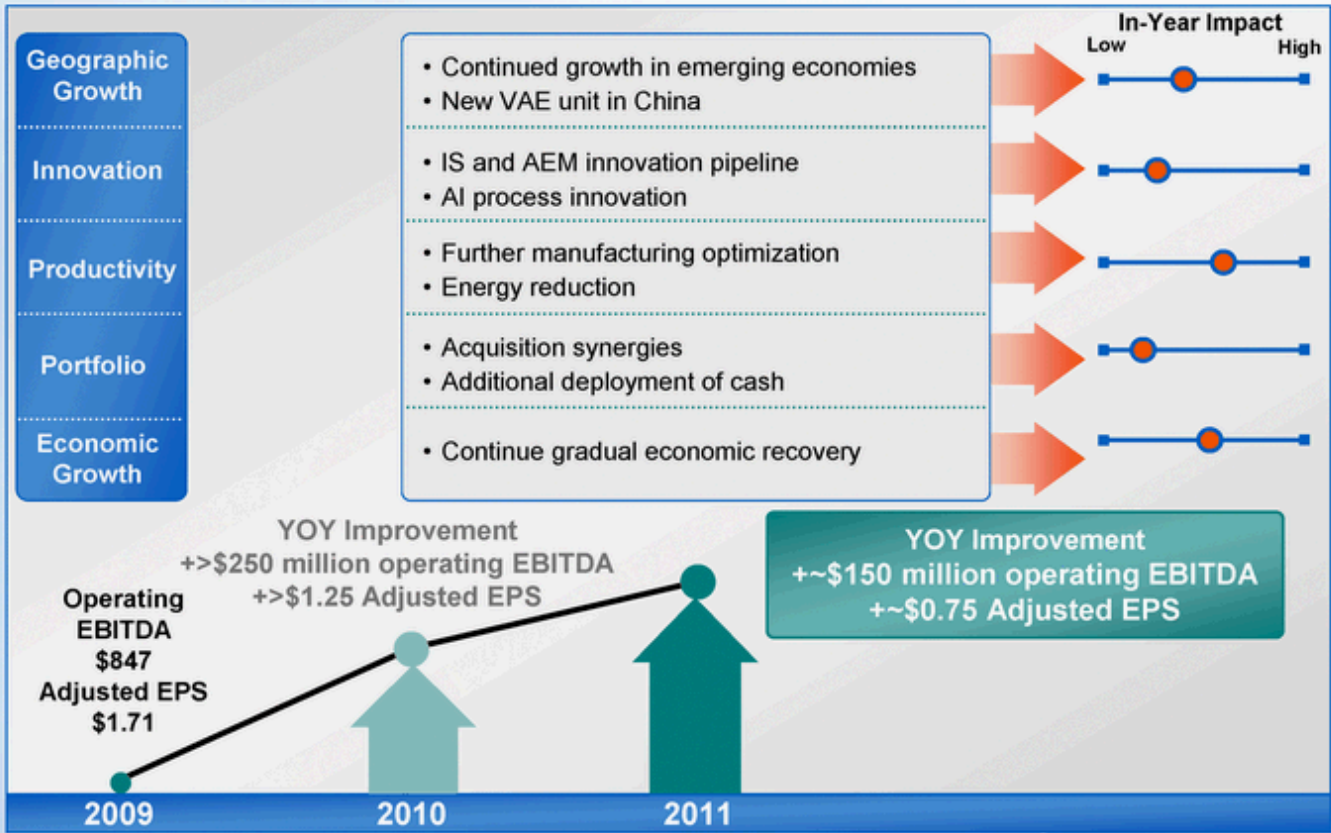 In-Year Impact
Low
High
Geographic
Growth
• Continued growth in emerging economies
• New VAE unit in China
Innovation
• IS and AEM innovation pipeline
• AI process innovation
Productivity
• Further manufacturing optimization
• Energy reduction
Portfolio
• Acquisition synergies
• Additional deployment of cash
Economic
Growth
• Continue gradual economic recovery
YOY Improvement
+>$250 million operating EBITDA
+>$1.25 Adjusted EPS
YOY Improvement
+~$150 million operating EBITDA
+~$0.75 Adjusted EPS
Operating
EBITDA
$847
Adjusted EPS
$1.71
2009
2010
2011